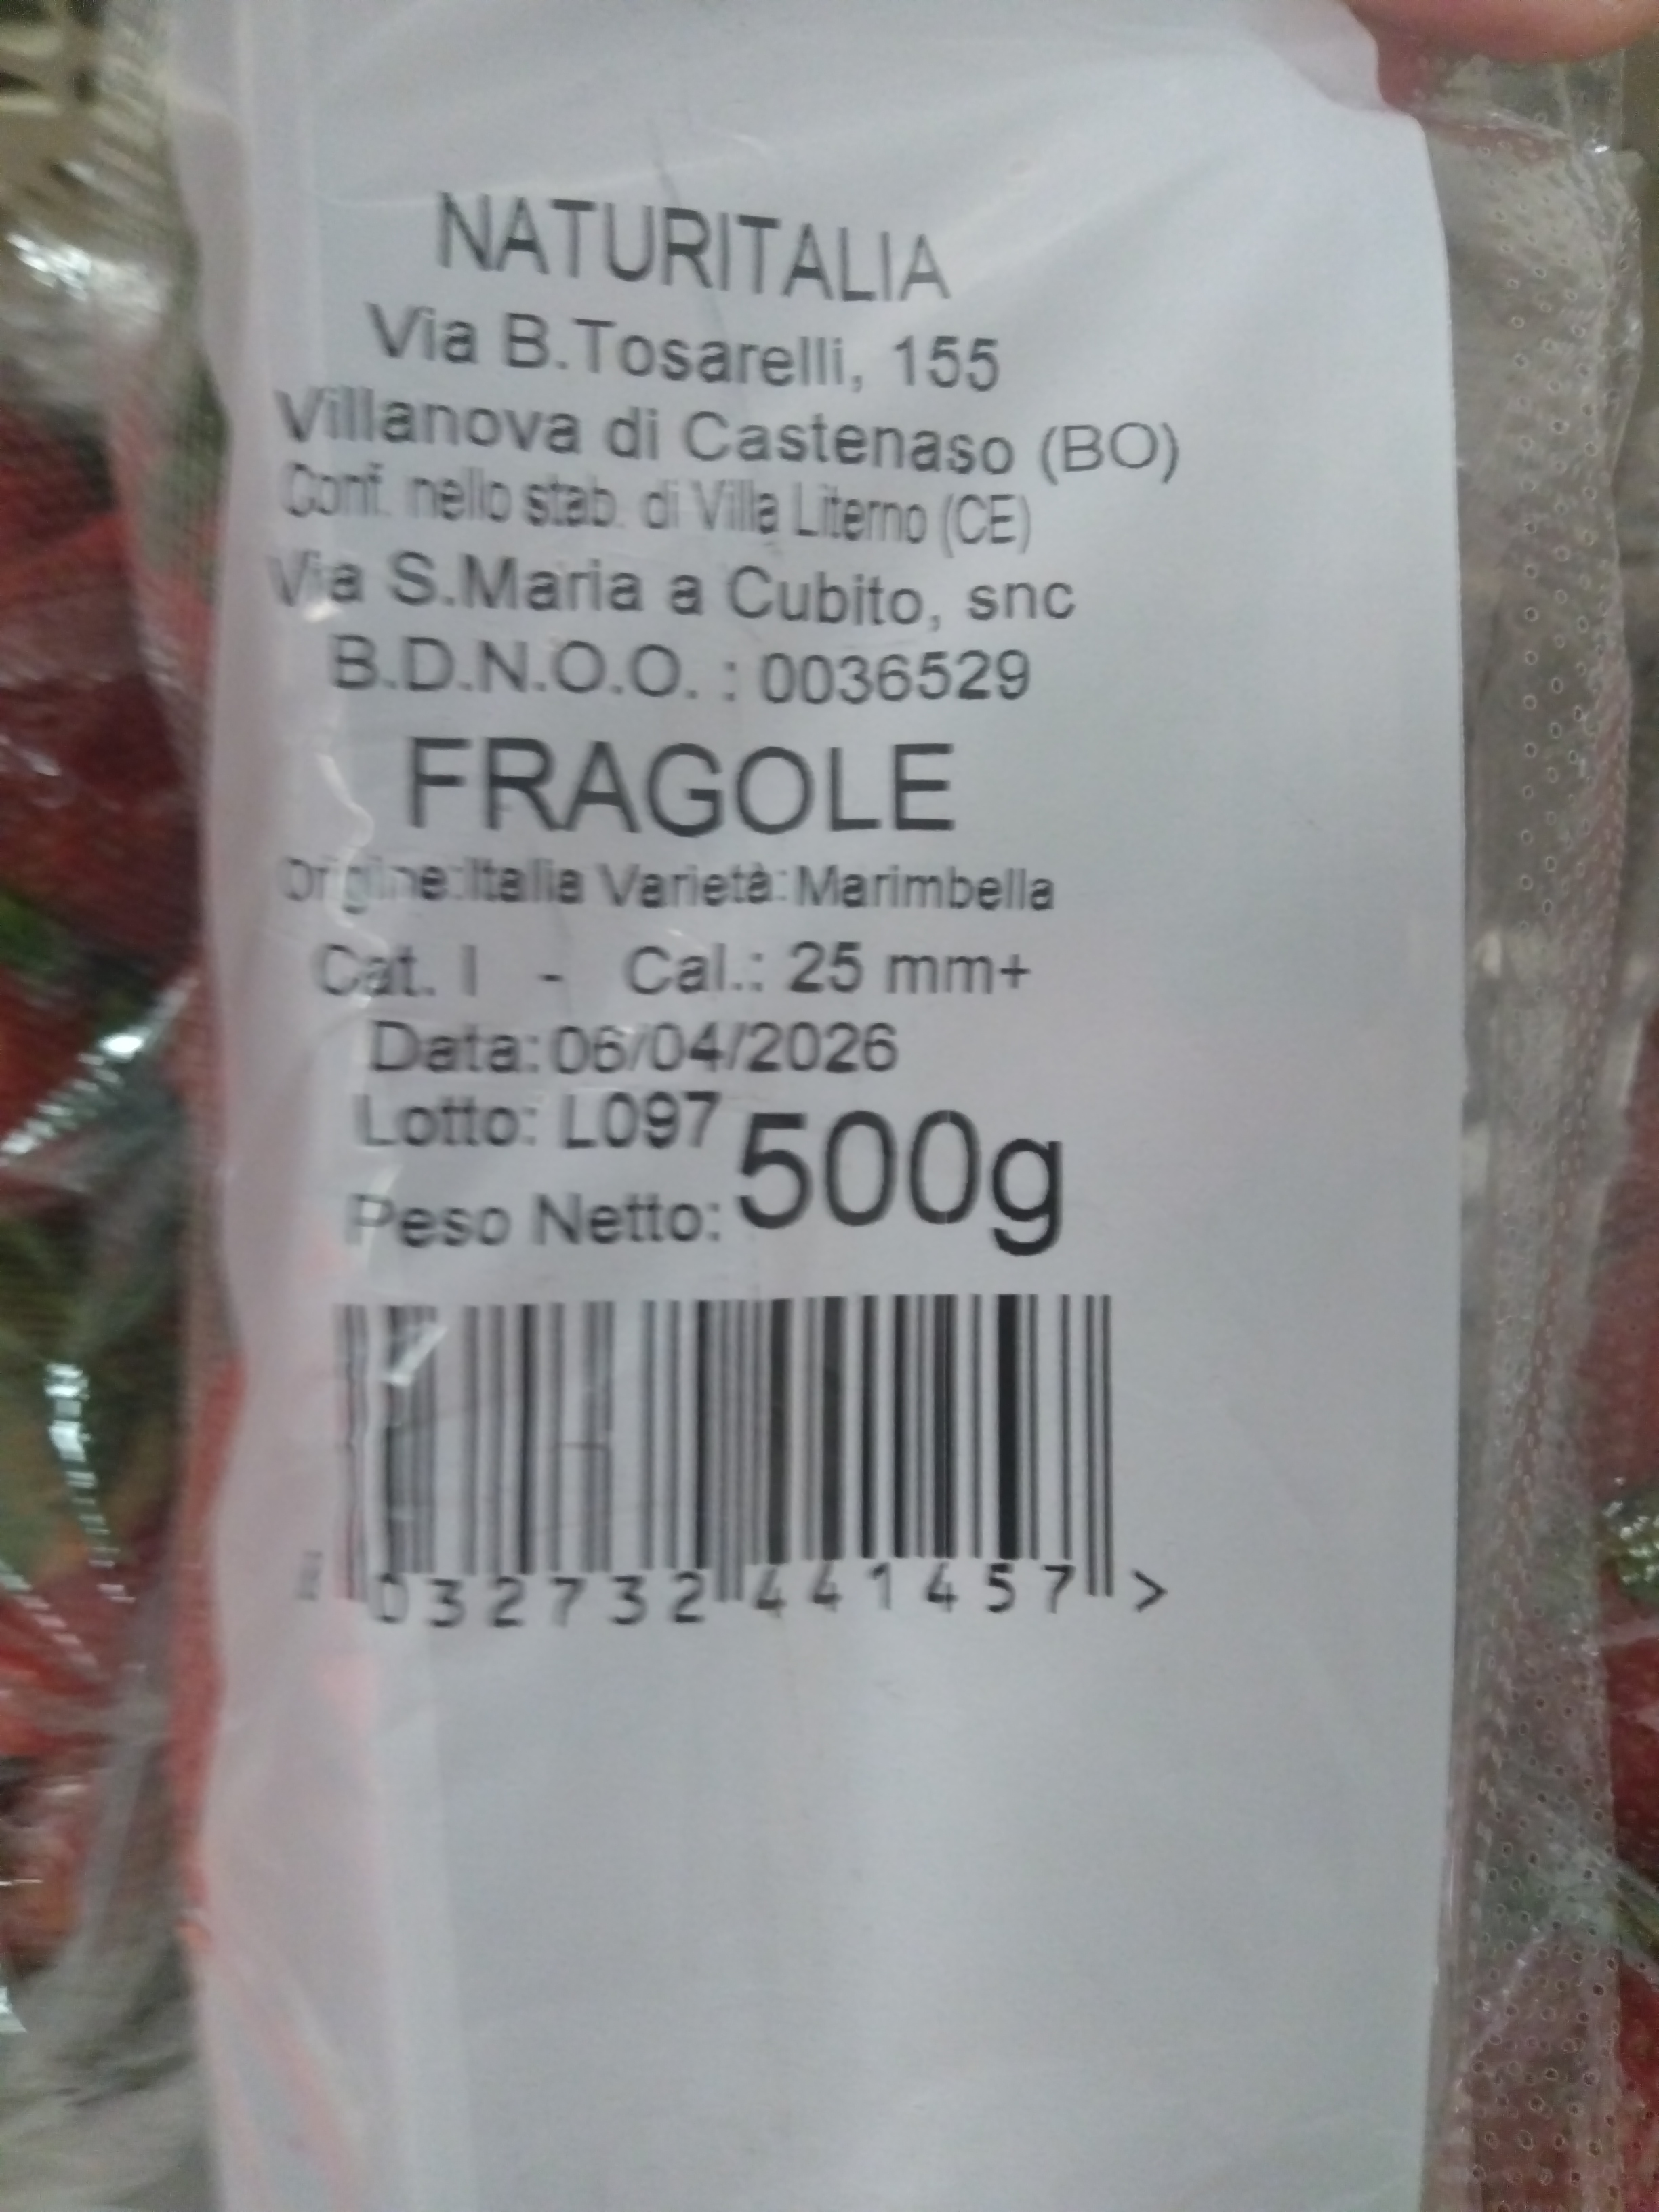 NATURITALIA
Via B.Tosarelli, 155
Villanova di Castenaso (BO)
Conf. nello stab. di Villa Literno (CE)
Via S.Maria a Cubito, snc
B.D.N.O.O. : 0036529
FRAGOLE
Origine:Italia Varietà: Marimbella
Cat. I - Cal.: 25 mm+
Data: 06/04/2026
Lotto: L097
Peso Netto: 500g
032732 441457 >